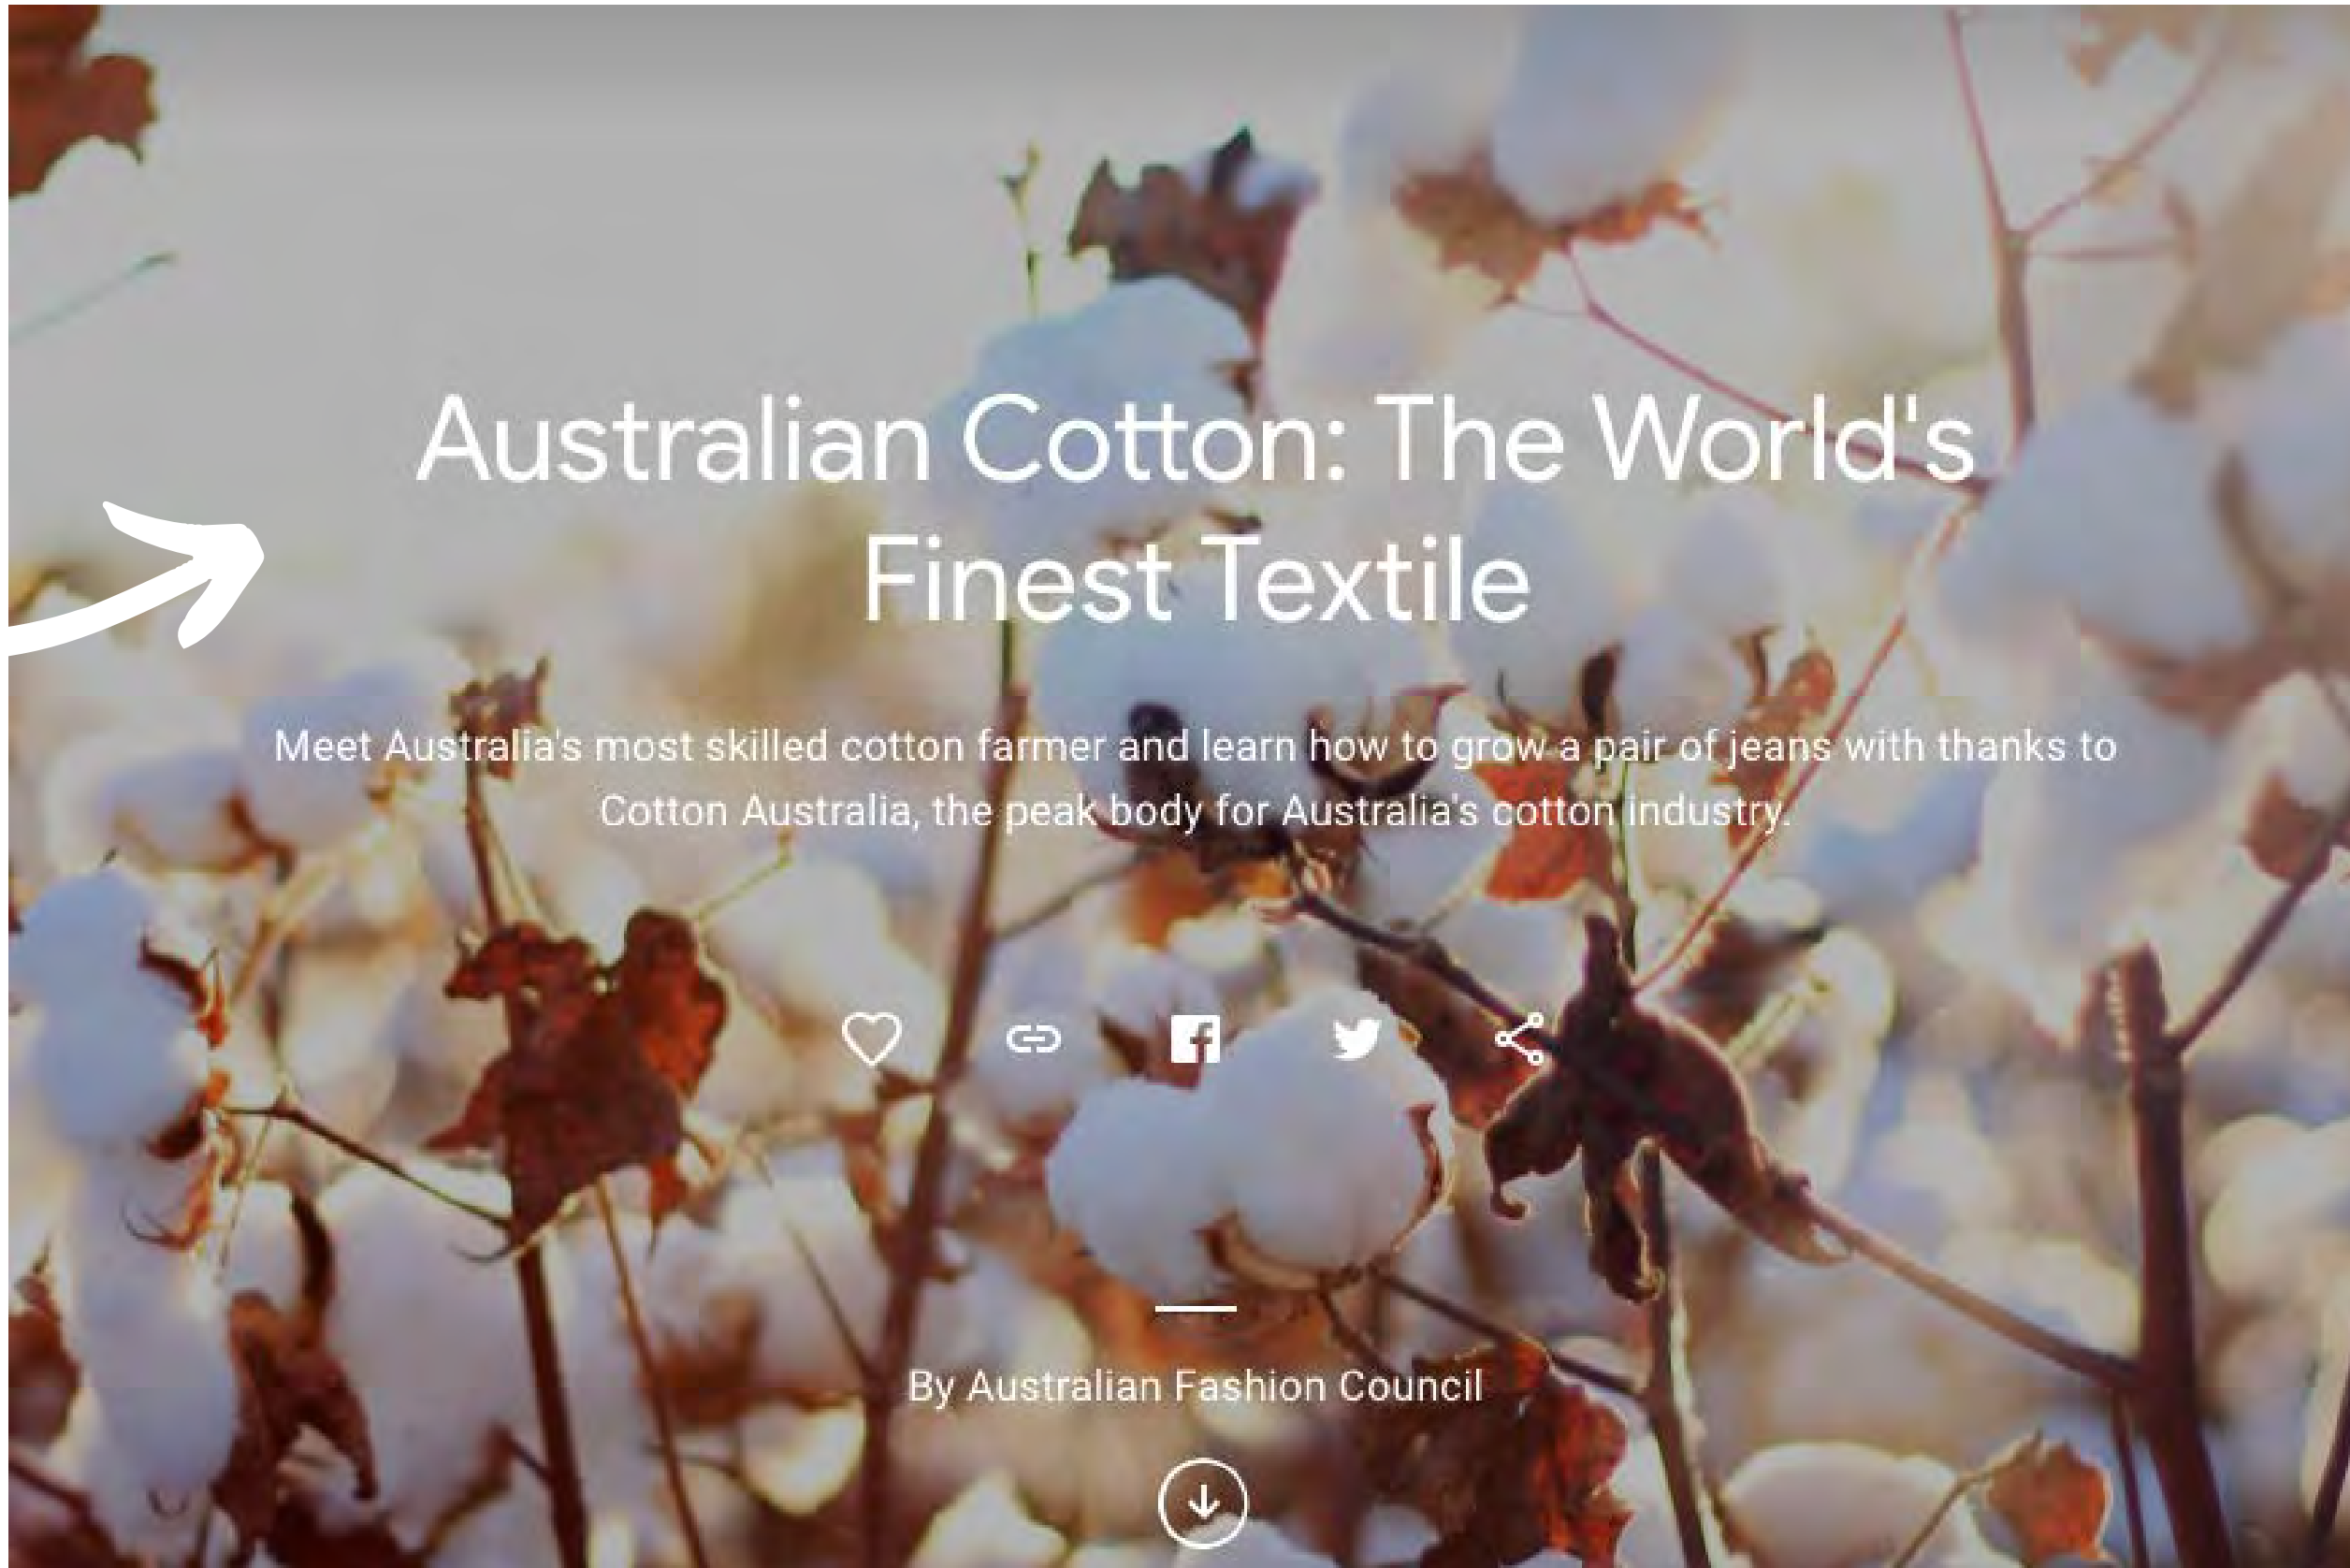 Australian Cotton: The World's
Finest Textile
Meet Australia's most skilled cotton farmer and learn how to grow a pair of jeans with thanks to
Cotton Australia, the peak body for Australia's cotton industry.
By Australian Fashion Council